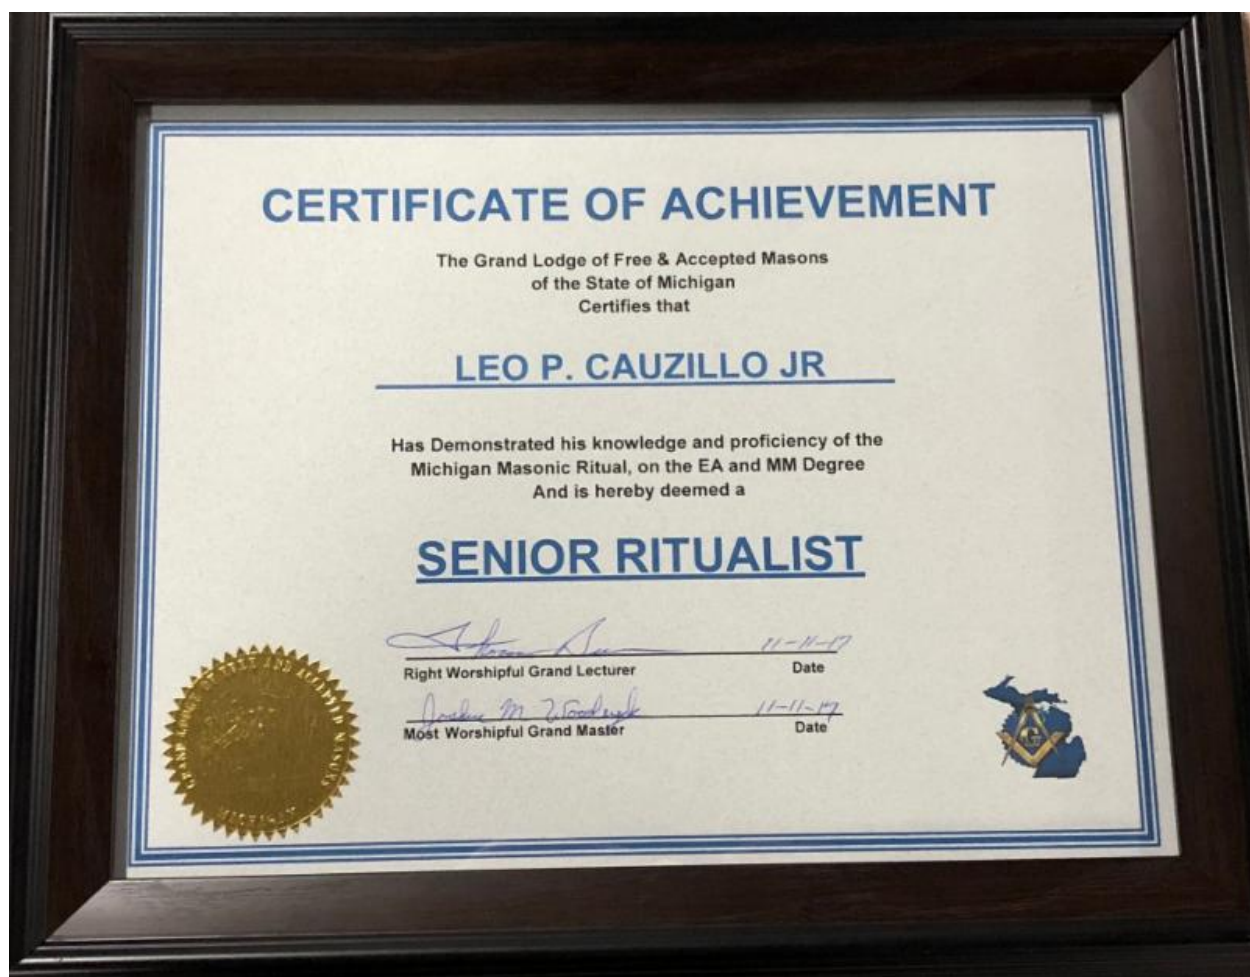 CERTIFICATE OF ACHIEVEMENT
The Grand Lodge of Free & Accepted Masons
of the State of Michigan
Certifies that
LEO P. CAUZILLO JR
Has Demonstrated his knowledge and proficiency of the
Michigan Masonic Ritual, on the EA and MM Degree
And is hereby deemed a
SENIOR RITUALIST
11-11-17
Right Worshipful Grand Lecturer Date
M 11-11-17
Most Worshipful Grand Master Date
G